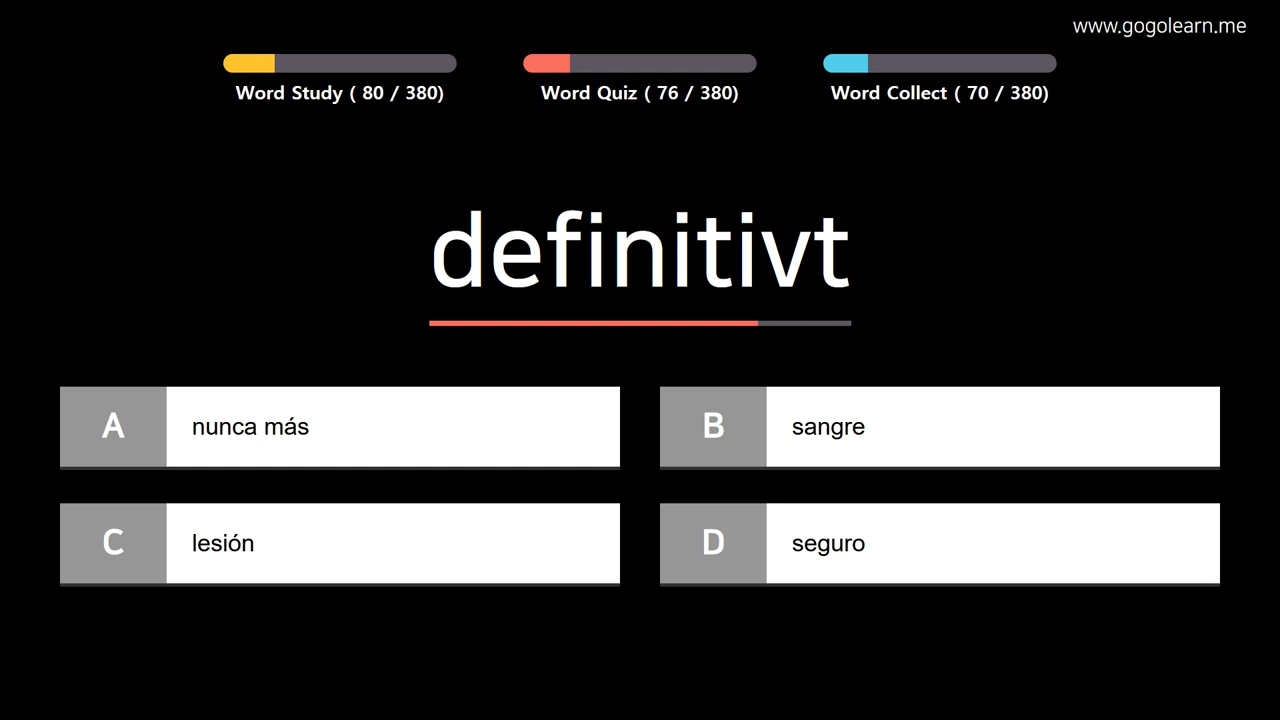 www.gogolearn.me
Word Study ( 80 / 380)
Word Quiz ( 76 / 380)
Word Collect ( 70 / 380)
definitivt
A
nunca más
B
sangre
C
lesión
D
seguro